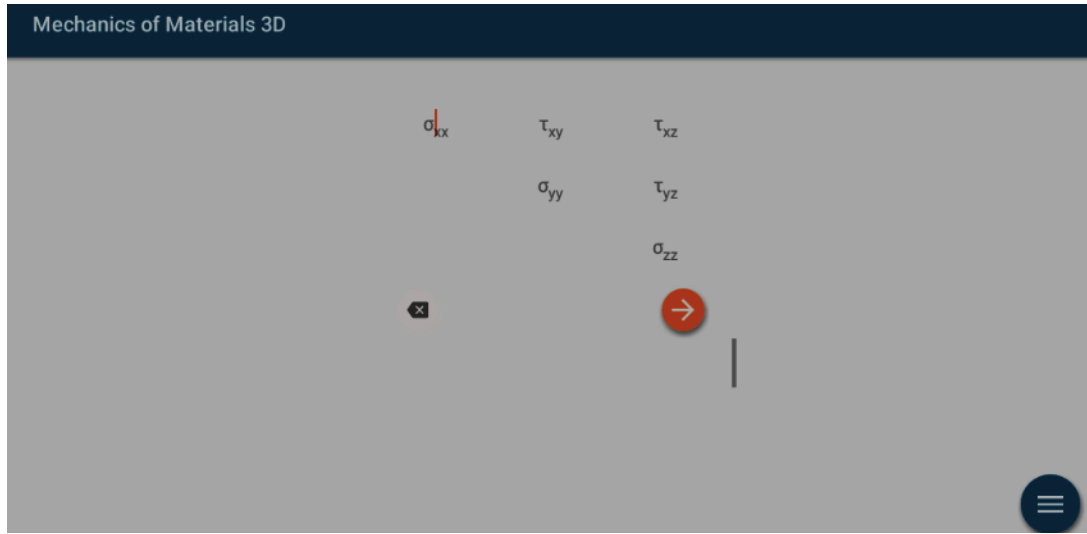 Mechanics of Materials 3D
σxx τxy τxz
σyy τyz
σzz